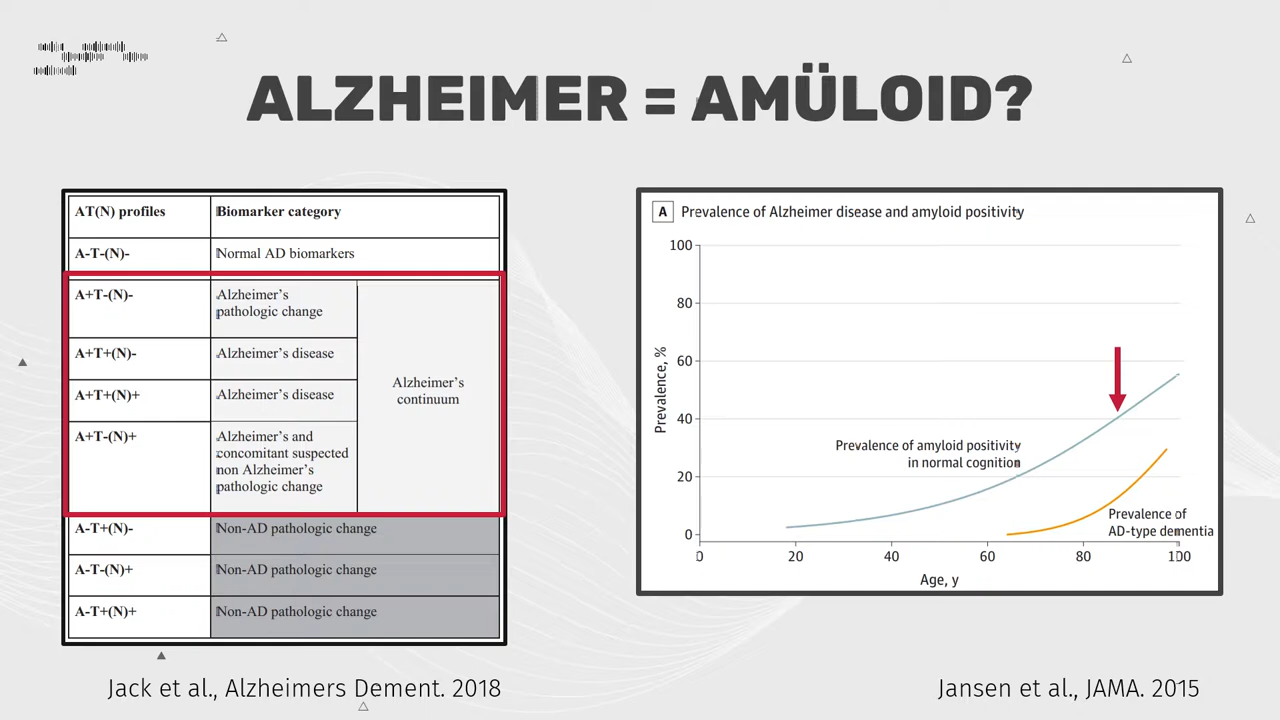 ALZHEIMER = AMÜLOID?
AT(N) profiles
Biomarker category
A-T-(N)-
Normal AD biomarkers
A+T-(N)-
Alzheimer's
pathologic change
A+T+(N)-
Alzheimer's disease
A+T+(N)+
Alzheimer's disease
A+T-(N)+
Alzheimer's and
concomitant suspected
non Alzheimer's
pathologic change
Alzheimer's
continuum
A-T+(N)-
Non-AD pathologic change
A-T-(N)+
Non-AD pathologic change
A-T+(N)+
Non-AD pathologic change
Jack et al., Alzheimers Dement. 2018
A Prevalence of Alzheimer disease and amyloid positivity
100
80
60
40
20
0
Prevalence, %
Prevalence of amyloid positivity
in normal cognition
Prevalence of
AD-type dementia
0 20 40 60 80 100
Age, y
Jansen et al., JAMA. 2015